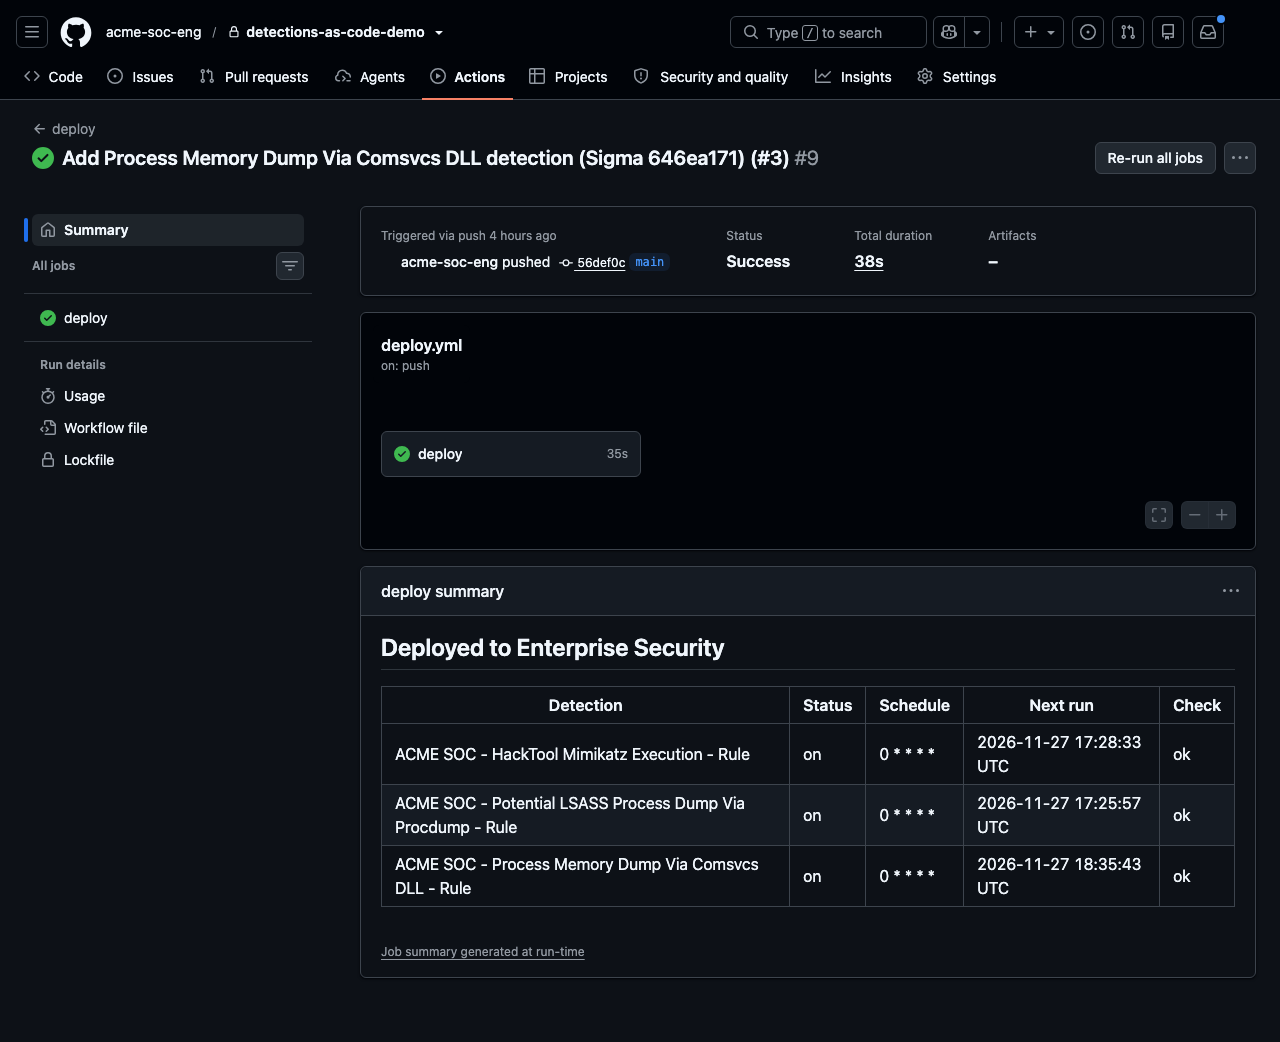 acme-soc-eng / detections-as-code-demo
Type / to search
Code
Issues
Pull requests
Agents
Actions
Projects
Security and quality
Insights
Settings
deploy
Add Process Memory Dump Via Comsvcs DLL detection (Sigma 646ea171) (#3) #9
Re-run all jobs
Summary
All jobs
deploy
Run details
Usage
Workflow file
Lockfile
Triggered via push 4 hours ago
acme-soc-eng pushed 56def0c main
Status
Success
Total duration
38s
Artifacts
–
deploy.yml
on: push
deploy 35s
deploy summary
Deployed to Enterprise Security
Detection Status Schedule Next run Check
ACME SOC - HackTool Mimikatz Execution - Rule on 0 * * * * 2026-11-27 17:28:33 UTC ok
ACME SOC - Potential LSASS Process Dump Via Procdump - Rule on 0 * * * * 2026-11-27 17:25:57 UTC ok
ACME SOC - Process Memory Dump Via Comsvcs DLL - Rule on 0 * * * * 2026-11-27 18:35:43 UTC ok
Job summary generated at run-time